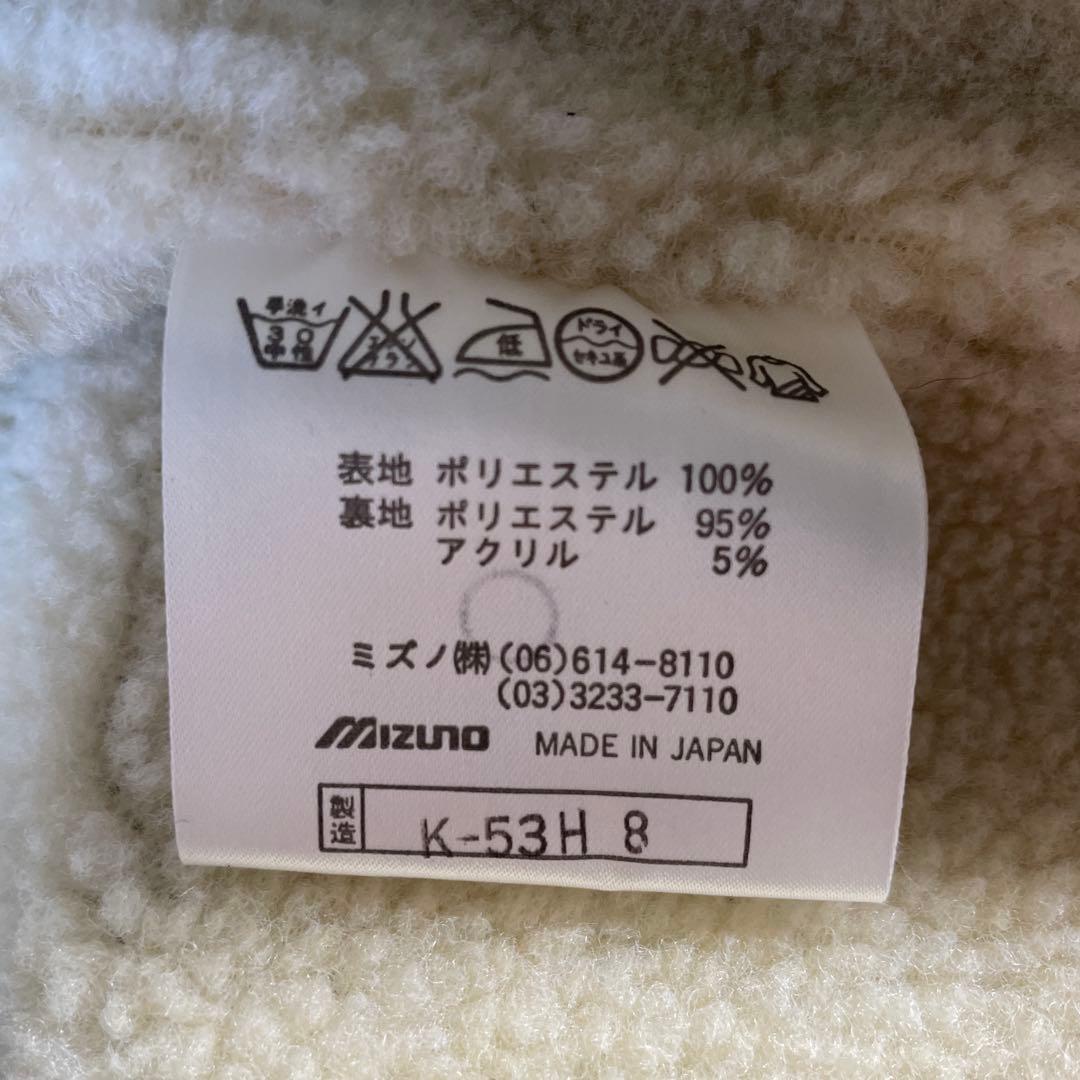 手洗イ
30
中性
エンソ
サラシ
低
ドライ
セキユ系
表地 ポリエステル 100%
裏地 ポリエステル 95%
アクリル 5%
ミズノ㈱(06)614-8110
(03)3233-7110
MIZUNO MADE IN JAPAN
製造 K-53H 8